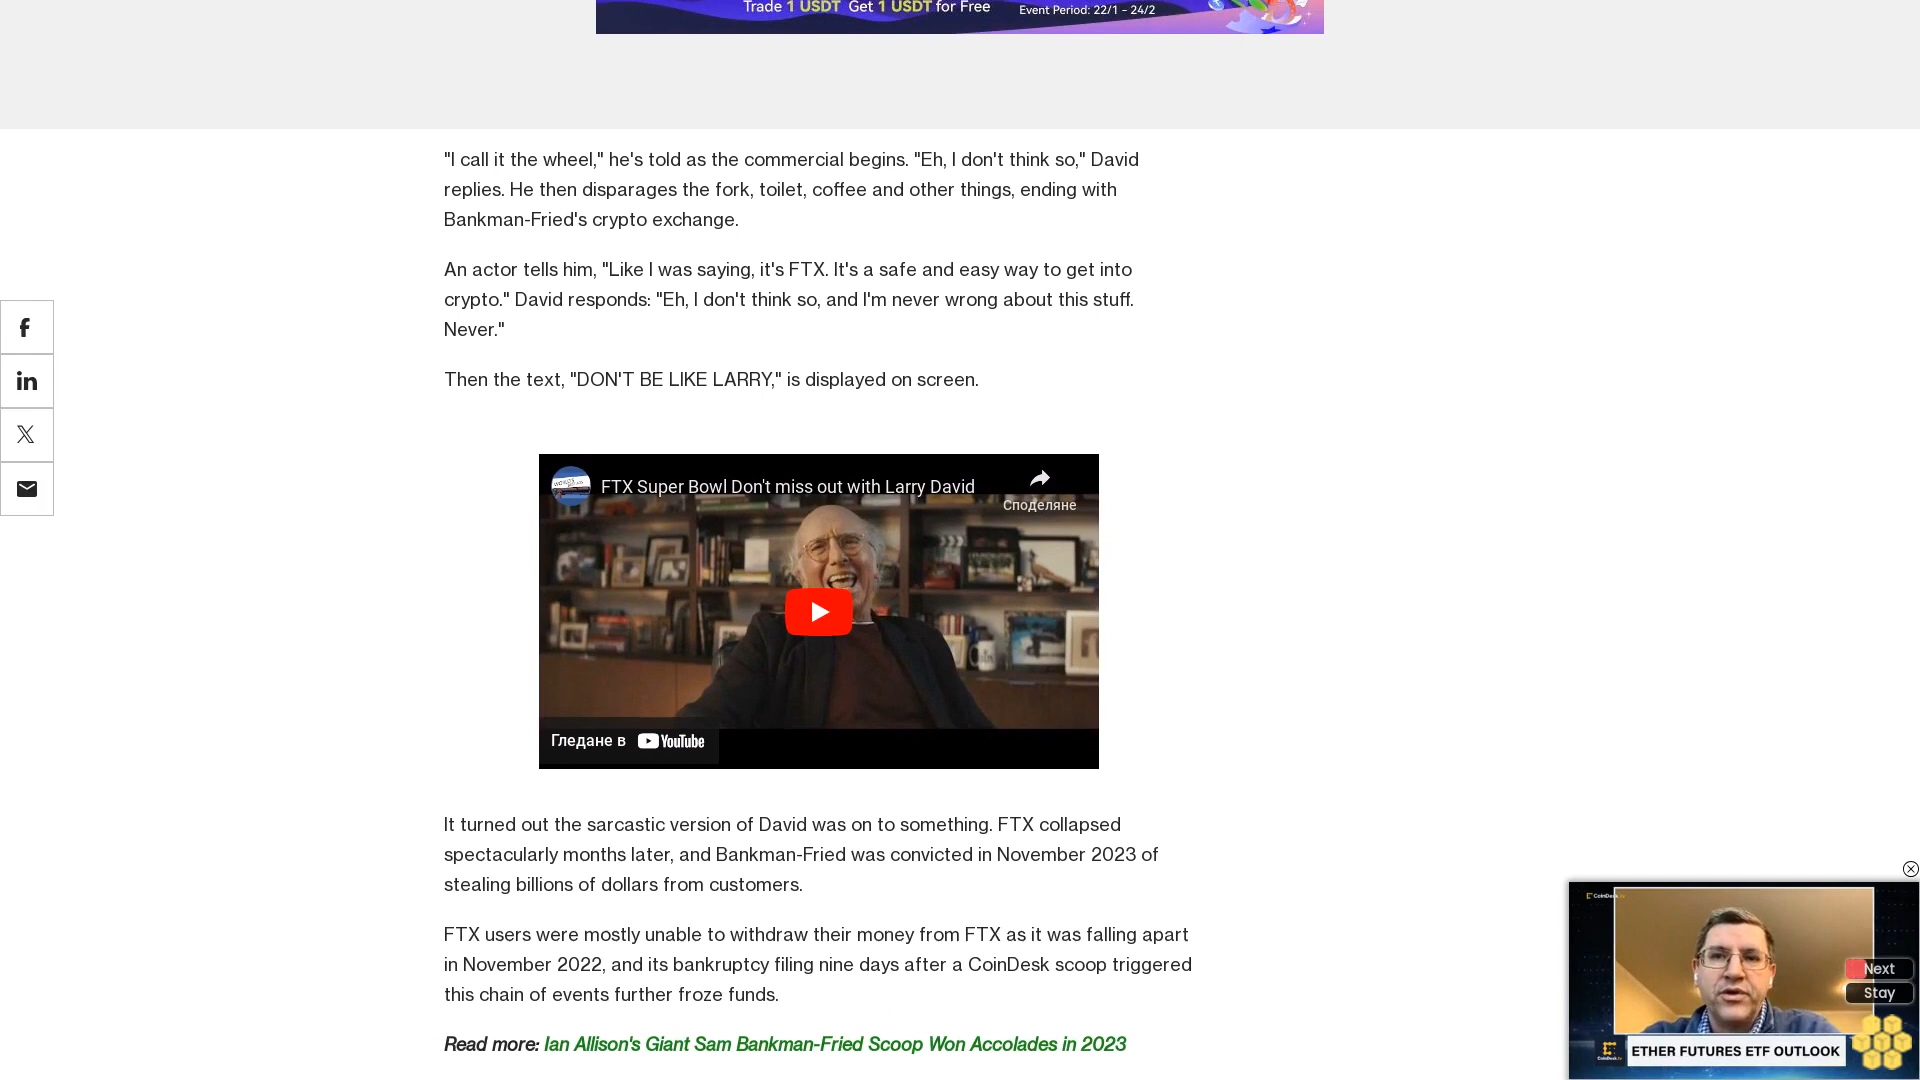 Trade 1 USDT Get 1 USDT for Free
Event Period: 22/1 - 24/2
"I call it the wheel," he's told as the commercial begins. "Eh, I don't think so," David
replies. He then disparages the fork, toilet, coffee and other things, ending with
Bankman-Fried's crypto exchange.
An actor tells him, "Like I was saying, it's FTX. It's a safe and easy way to get into
crypto." David responds: "Eh, I don't think so, and I'm never wrong about this stuff.
Never."
Then the text, "DON'T BE LIKE LARRY," is displayed on screen.
FTX Super Bowl Don't miss out with Larry David
Споделяне
Гледане в YouTube
It turned out the sarcastic version of David was on to something. FTX collapsed
spectacularly months later, and Bankman-Fried was convicted in November 2023 of
stealing billions of dollars from customers.
FTX users were mostly unable to withdraw their money from FTX as it was falling apart
in November 2022, and its bankruptcy filing nine days after a CoinDesk scoop triggered
this chain of events further froze funds.
Read more: Ian Allison's Giant Sam Bankman-Fried Scoop Won Accolades in 2023
CoinDesk
Next
Stay
CoinDesk
ETHER FUTURES ETF OUTLOOK